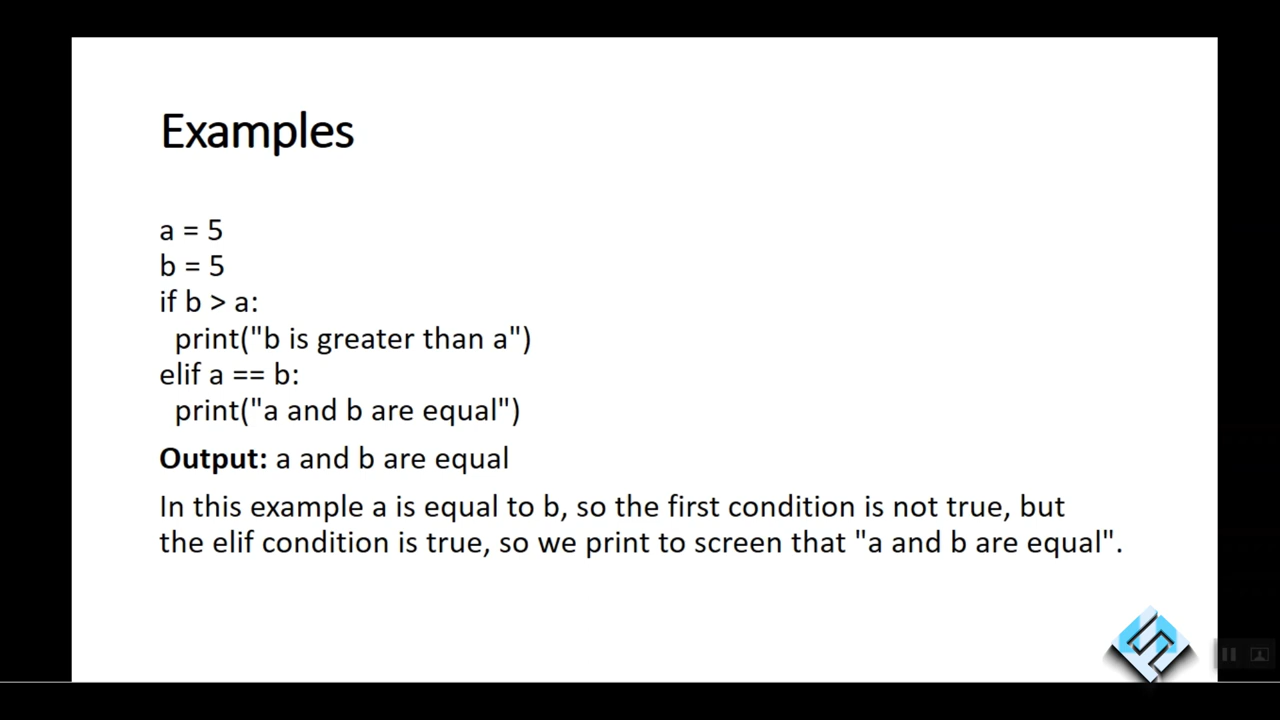 Examples
a = 5
b = 5
if b > a:
  print("b is greater than a")
elif a == b:
  print("a and b are equal")
Output: a and b are equal
In this example a is equal to b, so the first condition is not true, but
the elif condition is true, so we print to screen that "a and b are equal".